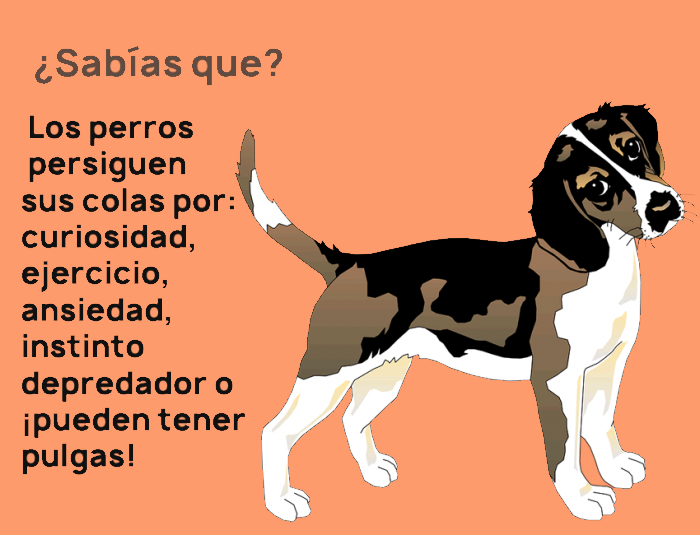 ¿Sabías que?
Los perros
persiguen
sus colas por:
curiosidad,
ejercicio,
ansiedad,
instinto
depredador o
¡pueden tener
pulgas!